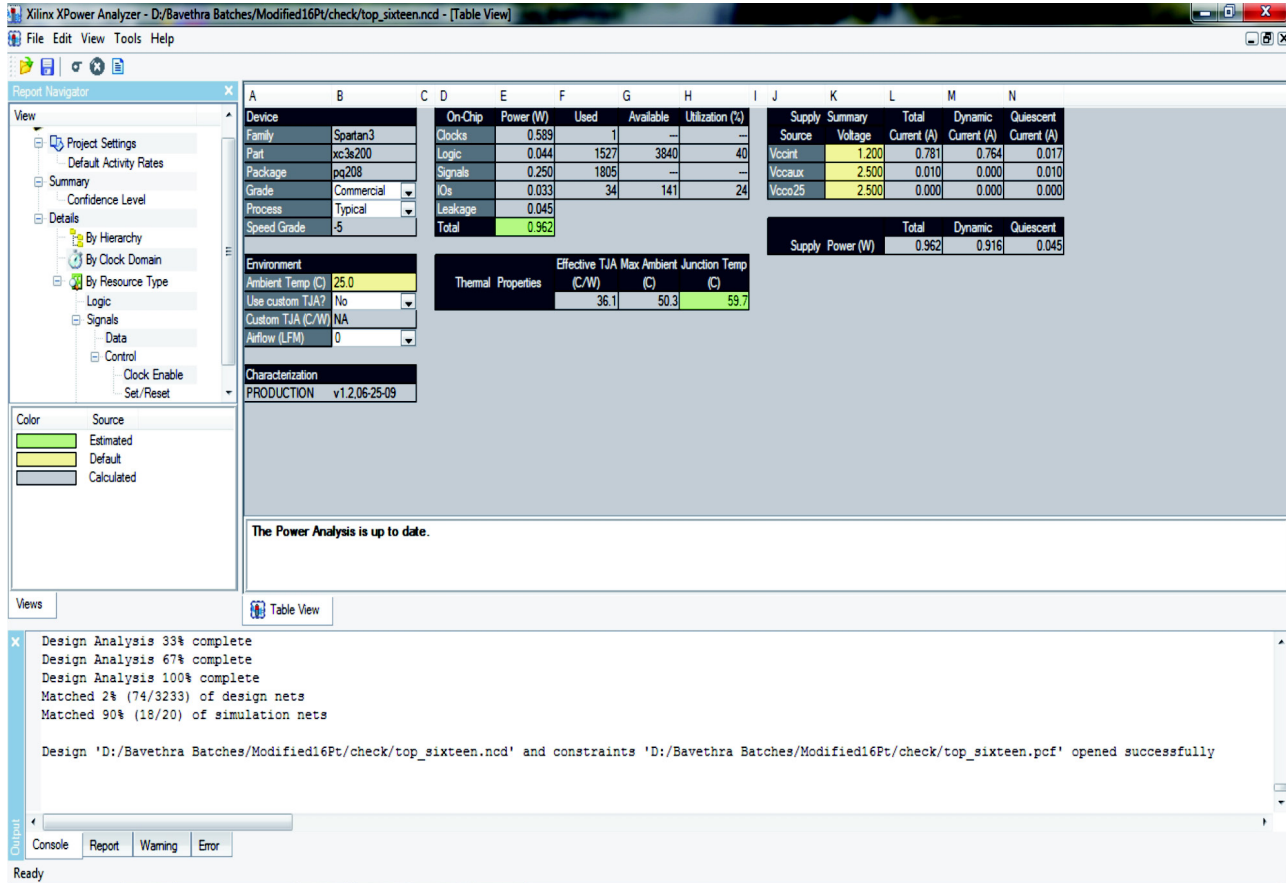 Xilinx XPower Analyzer - D:/Bavethra Batches/Modified16Pt/check/top_sixteen.ncd - [Table View]
File Edit View Tools Help
Report Navigator
View
Project Settings
Default Activity Rates
Summary
Confidence Level
Details
By Hierarchy
By Clock Domain
By Resource Type
Logic
Signals
Data
Control
Clock Enable
Set/Reset
Color Source
Estimated
Default
Calculated
Views
A B C D E F G H I J K L M N
Device
Family Spartan3
Part xc3s200
Package pq208
Grade Commercial
Process Typical
Speed Grade -5
Environment
Ambient Temp (C) 25.0
Use custom TJA? No
Custom TJA (C/W) NA
Airflow (LFM) 0
Characterization
PRODUCTION v1.2,06-25-09
On-Chip Power (W) Used Available Utilization (%)
Clocks 0.589 1 --- ---
Logic 0.044 1527 3840 40
Signals 0.250 1805 --- ---
IOs 0.033 34 141 24
Leakage 0.045
Total 0.962
Effective TJA Max Ambient Junction Temp
Thermal Properties (C/W) (C) (C)
36.1 50.3 59.7
Supply Summary Total Dynamic Quiescent
Source Voltage Current (A) Current (A) Current (A)
Vccint 1.200 0.781 0.764 0.017
Vccaux 2.500 0.010 0.000 0.010
Vcco25 2.500 0.000 0.000 0.000
Total Dynamic Quiescent
Supply Power (W) 0.962 0.916 0.045
The Power Analysis is up to date.
Table View
Design Analysis 33% complete
Design Analysis 67% complete
Design Analysis 100% complete
Matched 2% (74/3233) of design nets
Matched 90% (18/20) of simulation nets
Design 'D:/Bavethra Batches/Modified16Pt/check/top_sixteen.ncd' and constraints 'D:/Bavethra Batches/Modified16Pt/check/top_sixteen.pcf' opened successfully
Output
Console Report Warning Error
Ready